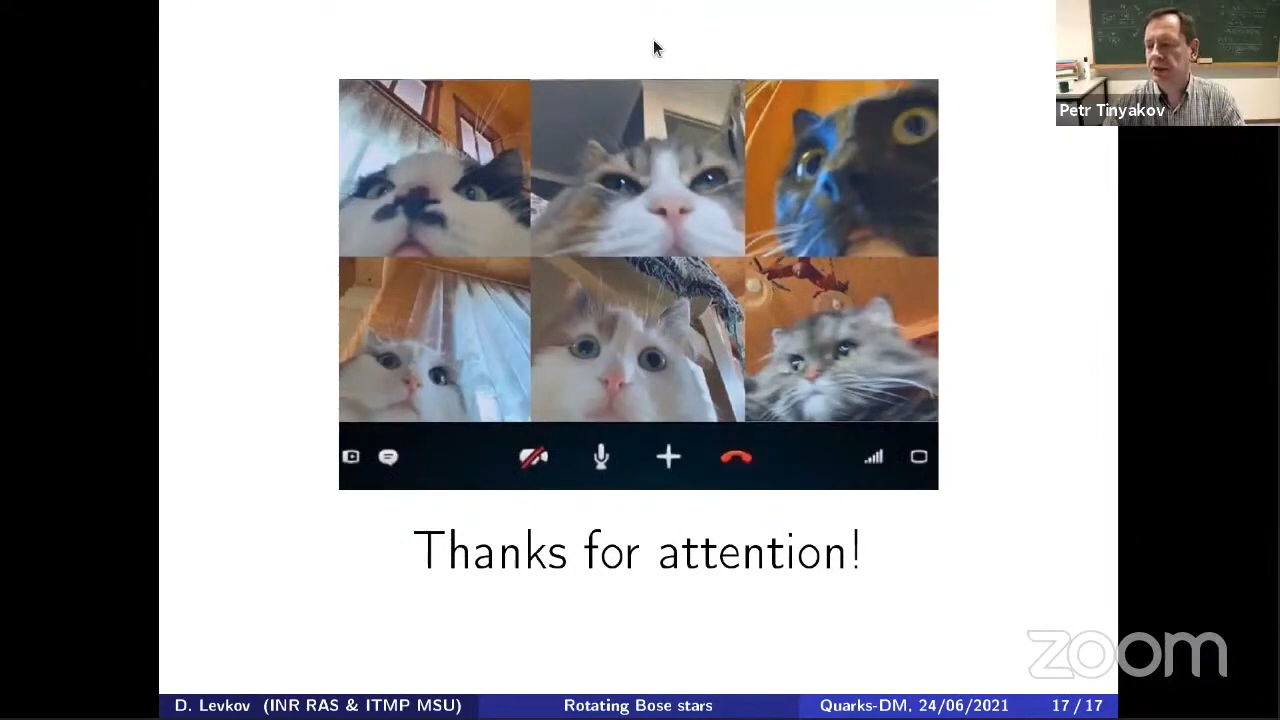 Petr Tinyakov
Thanks for attention!
zoom
D. Levkov (INR RAS & ITMP MSU) Rotating Bose stars Quarks-DM, 24/06/2021 17 / 17